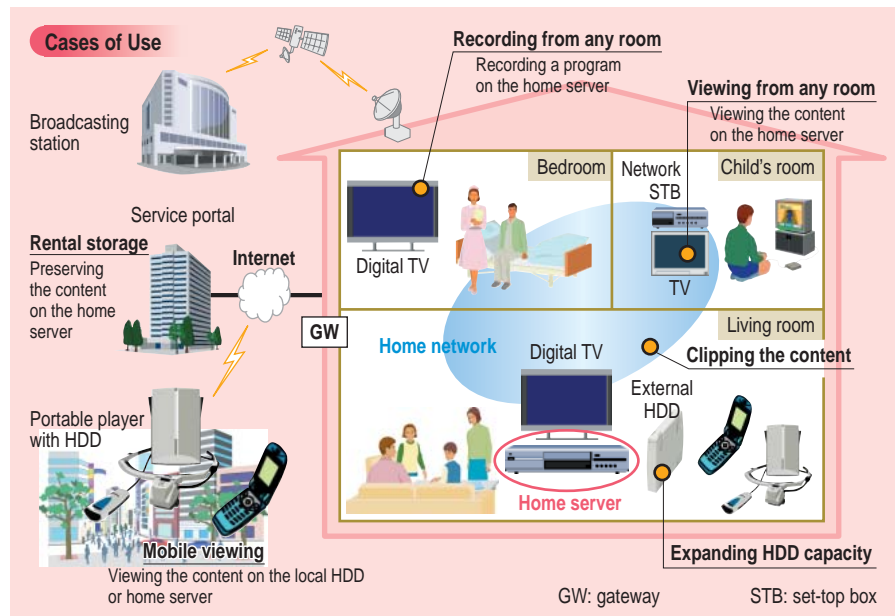 Cases of Use
Recording from any room
Recording a program
on the home server
Viewing from any room
Viewing the content
on the home server
Broadcasting
station
Bedroom
Network
STB
Child's room
Digital TV
TV
Service portal
Rental storage
Preserving
the content
on the home
server
Internet
GW
Home network
Living room
Digital TV
Clipping the content
External
HDD
Home server
Portable player
with HDD
Mobile viewing
Viewing the content on the local HDD
or home server
Expanding HDD capacity
GW: gateway
STB: set-top box